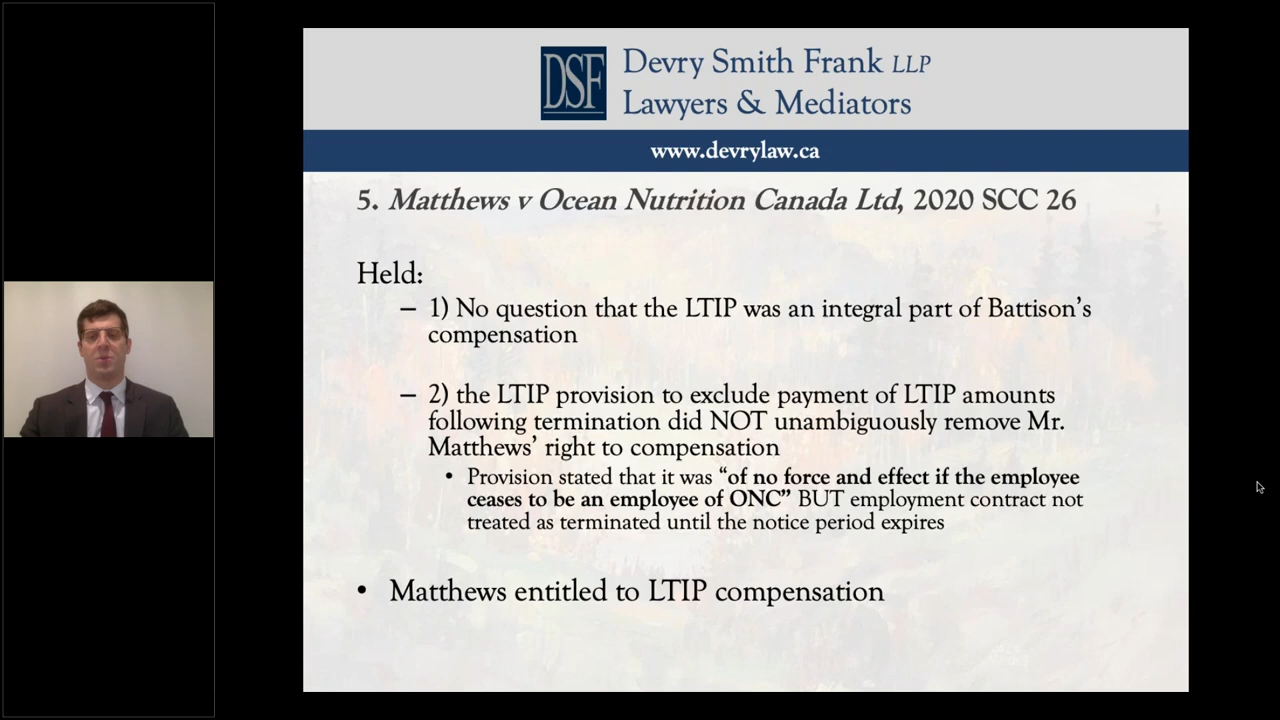 DSF
Devry Smith Frank LLP
Lawyers & Mediators
www.devrylaw.ca
5. Matthews v Ocean Nutrition Canada Ltd, 2020 SCC 26
Held:
– 1) No question that the LTIP was an integral part of Battison’s
compensation
– 2) the LTIP provision to exclude payment of LTIP amounts
following termination did NOT unambiguously remove Mr.
Matthews’ right to compensation
• Provision stated that it was “of no force and effect if the employee
ceases to be an employee of ONC” BUT employment contract not
treated as terminated until the notice period expires
• Matthews entitled to LTIP compensation